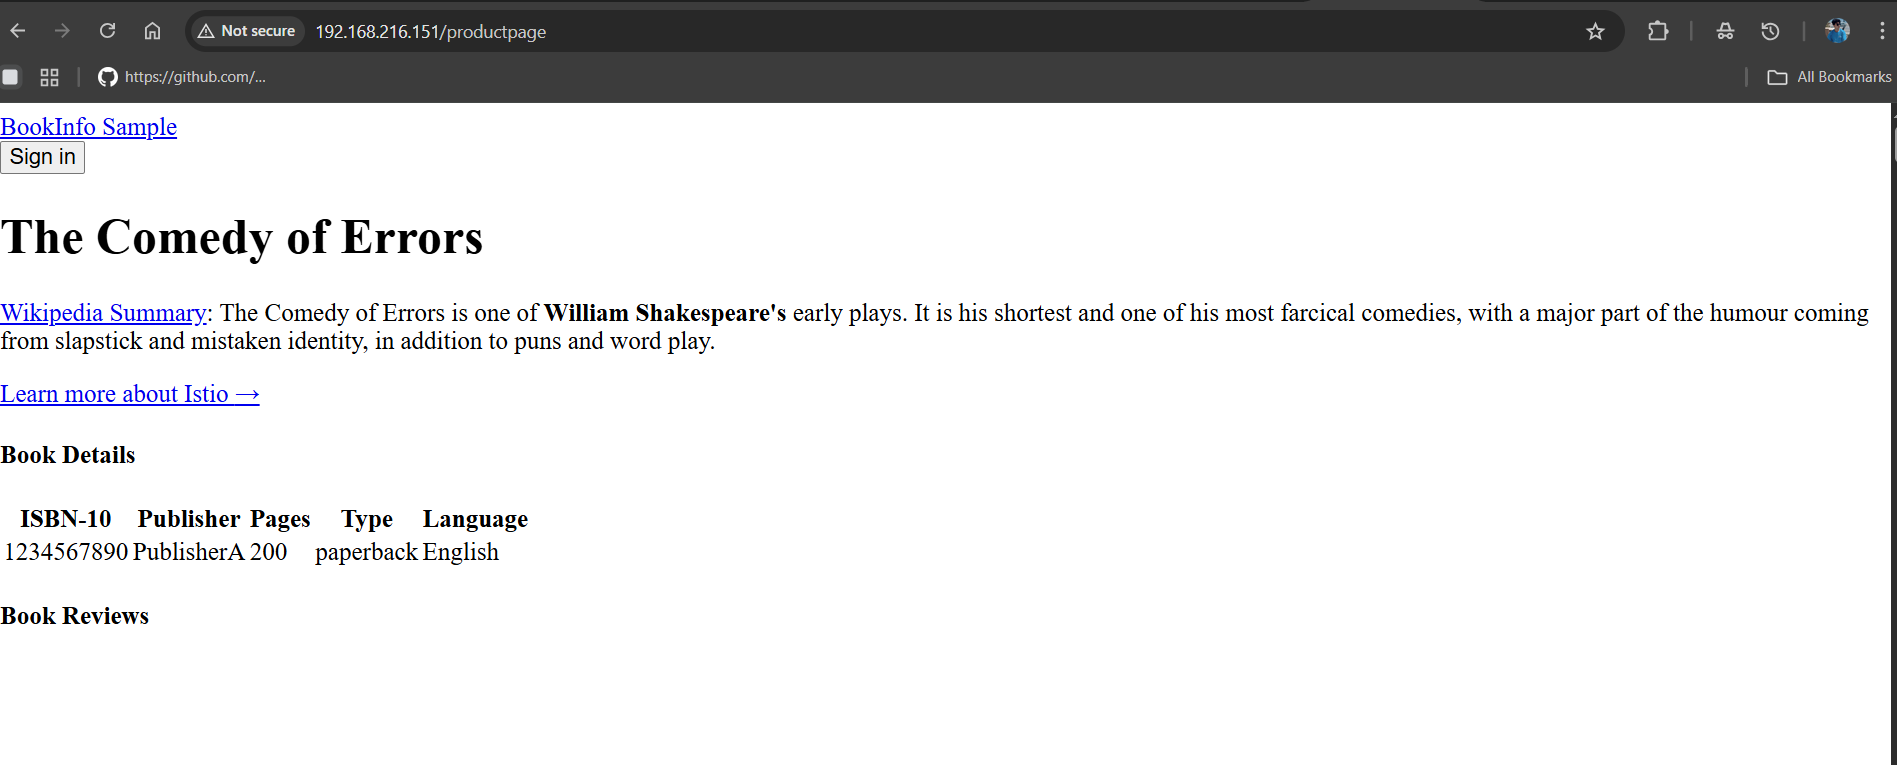 Not secure
192.168.216.151/productpage
https://github.com/...
All Bookmarks
BookInfo Sample
Sign in
The Comedy of Errors
Wikipedia Summary: The Comedy of Errors is one of William Shakespeare's early plays. It is his shortest and one of his most farcical comedies, with a major part of the humour coming
from slapstick and mistaken identity, in addition to puns and word play.
Learn more about Istio →
Book Details
ISBN-10 Publisher Pages Type Language
1234567890 PublisherA 200 paperback English
Book Reviews